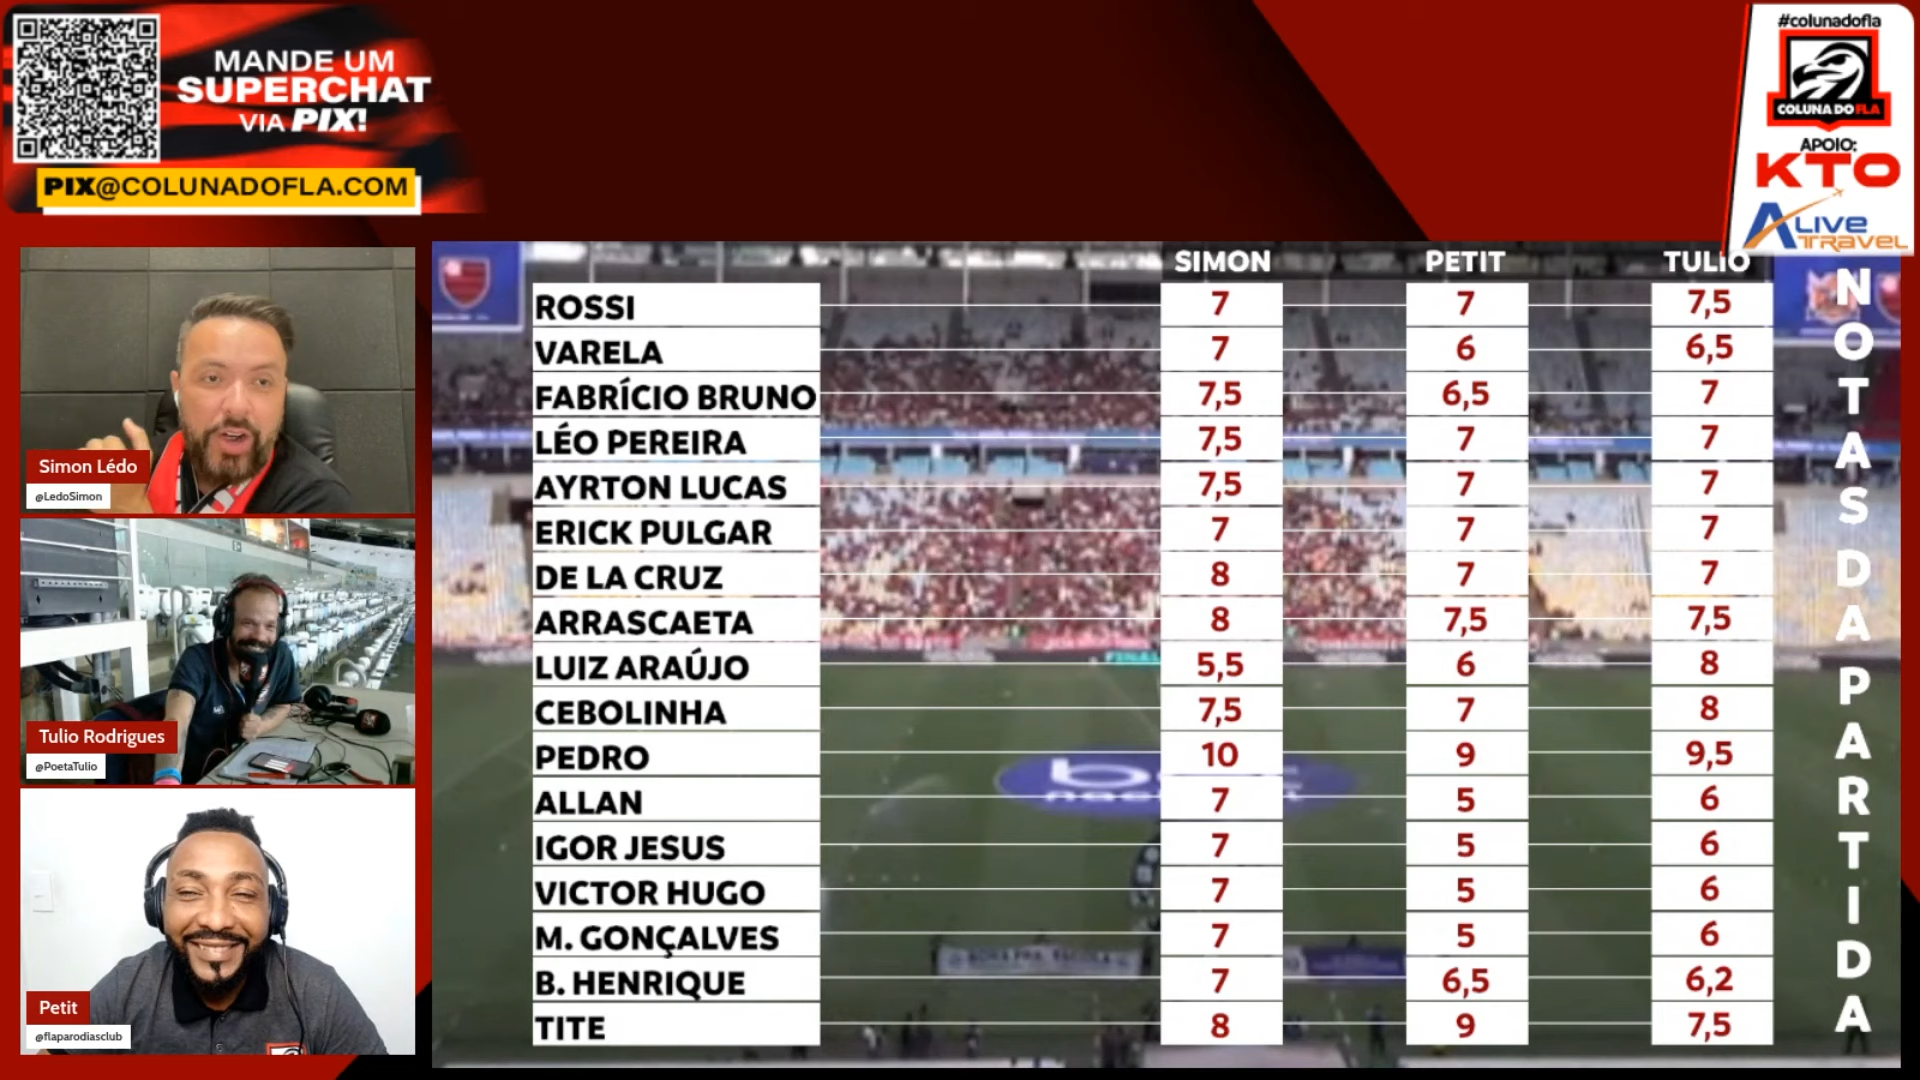 MANDE UM
SUPERCHAT
VIA PIX!
PIX@COLUNADOFLA.COM
#colunadofla
COLUNA DO FLA
APOIO:
KTO
ALIVE
TRAVEL
Simon Lédo
@LedoSimon
Tulio Rodrigues
@PoetaTulio
Petit
@flaparodiasclub
SIMON PETIT TULIO
ROSSI 7 7 7,5
VARELA 7 6 6,5
FABRÍCIO BRUNO 7,5 6,5 7
LÉO PEREIRA 7,5 7 7
AYRTON LUCAS 7,5 7 7
ERICK PULGAR 7 7 7
DE LA CRUZ 8 7 7
ARRASCAETA 8 7,5 7,5
LUIZ ARAÚJO 5,5 6 8
CEBOLINHA 7,5 7 8
PEDRO 10 9 9,5
ALLAN 7 5 6
IGOR JESUS 7 5 6
VICTOR HUGO 7 5 6
M. GONÇALVES 7 5 6
B. HENRIQUE 7 6,5 6,2
TITE 8 9 7,5
NOTAS DA PARTIDA